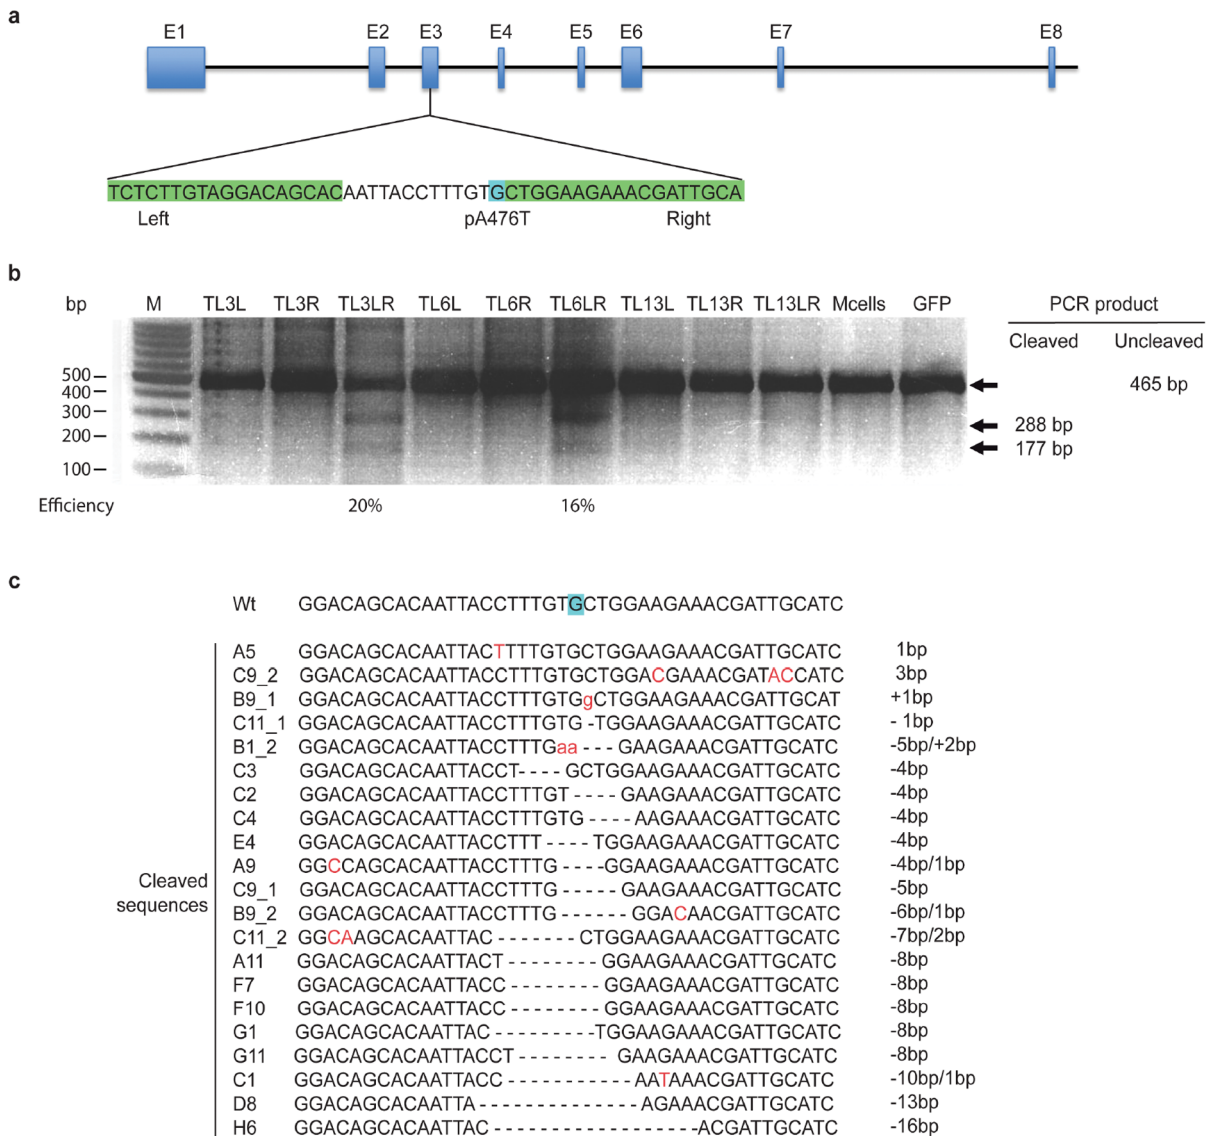 a
E1 E2 E3 E4 E5 E6 E7 E8
TCTCTTGTAGGACAGCACAATTACCTTTGTGCTGGAAGAAACGATTGCA
Left pA476T Right
b
bp M TL3L TL3R TL3LR TL6L TL6R TL6LR TL13L TL13R TL13LR Mcells GFP PCR product
Cleaved Uncleaved
500
400
300
200
100
465 bp
288 bp
177 bp
Efficiency 20% 16%
c
Wt GGACAGCACAATTACCTTTGTGCTGGAAGAAACGATTGCATC
Cleaved
sequences
A5 GGACAGCACAATTACTTTTGTGCTGGAAGAAACGATTGCATC 1bp
C9_2 GGACAGCACAATTACCTTTGTGCTGGACGAAACGATACCATC 3bp
B9_1 GGACAGCACAATTACCTTTGTGgCTGGAAGAAACGATTGCAT +1bp
C11_1 GGACAGCACAATTACCTTTGTG -TGGAAGAAACGATTGCATC - 1bp
B1_2 GGACAGCACAATTACCTTTGaa - - - GAAGAAACGATTGCATC -5bp/+2bp
C3 GGACAGCACAATTACCT- - - - GCTGGAAGAAACGATTGCATC -4bp
C2 GGACAGCACAATTACCTTTGT - - - - GAAGAAACGATTGCATC -4bp
C4 GGACAGCACAATTACCTTTGTG - - - - AAGAAACGATTGCATC -4bp
E4 GGACAGCACAATTACCTTT - - - - TGGAAGAAACGATTGCATC -4bp
A9 GGCCAGCACAATTACCTTTG - - - -GGAAGAAACGATTGCATC -4bp/1bp
C9_1 GGACAGCACAATTACCTTTG - - - - - GAAGAAACGATTGCATC -5bp
B9_2 GGACAGCACAATTACCTTTG - - - - - - GGACAACGATTGCATC -6bp/1bp
C11_2 GGCAAGCACAATTAC - - - - - - - CTGGAAGAAACGATTGCATC -7bp/2bp
A11 GGACAGCACAATTACT - - - - - - - - GGAAGAAACGATTGCATC -8bp
F7 GGACAGCACAATTACC - - - - - - - - GGAAGAAACGATTGCATC -8bp
F10 GGACAGCACAATTACC - - - - - - - - GGAAGAAACGATTGCATC -8bp
G1 GGACAGCACAATTAC - - - - - - - - TGGAAGAAACGATTGCATC -8bp
G11 GGACAGCACAATTACCT - - - - - - - - GAAGAAACGATTGCATC -8bp
C1 GGACAGCACAATTACC - - - - - - - - - - AATAAACGATTGCATC -10bp/1bp
D8 GGACAGCACAATTA - - - - - - - - - - - - - AGAAACGATTGCATC -13bp
H6 GGACAGCACAATTAC - - - - - - - - - - - - - - - - ACGATTGCATC -16bp